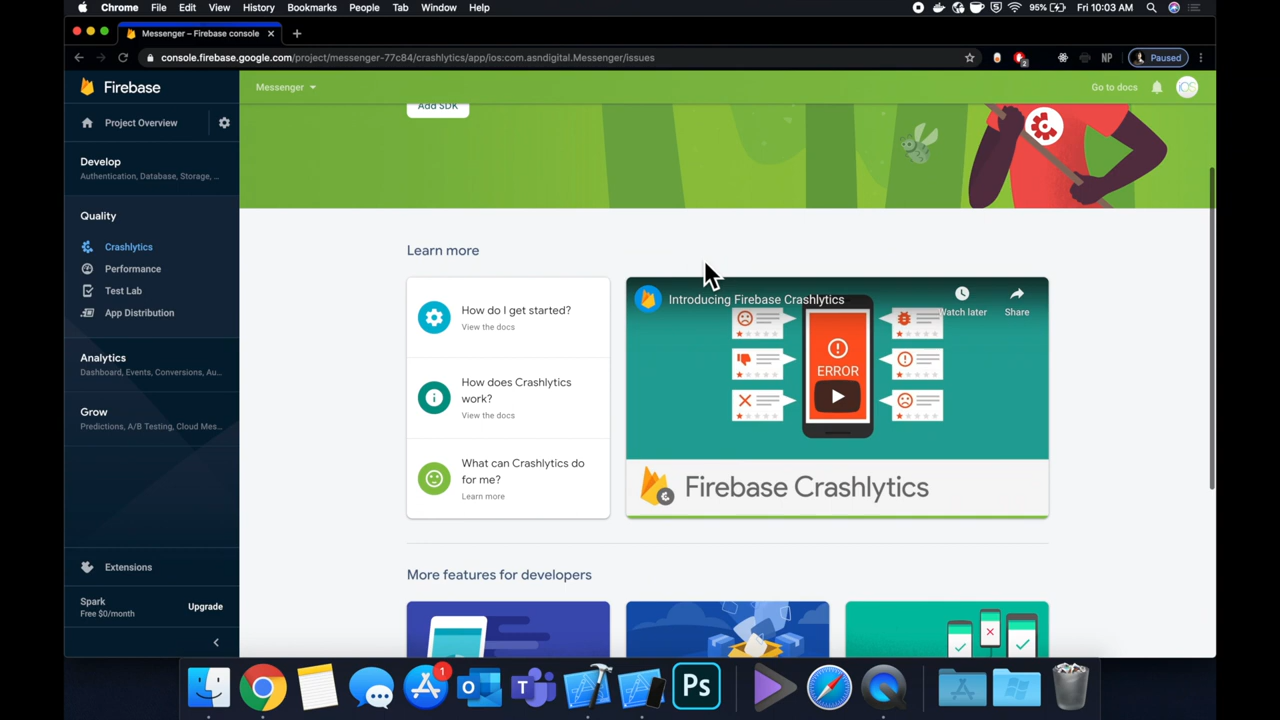 Chrome File Edit View History Bookmarks People Tab Window Help
95% Fri 10:03 AM
Messenger – Firebase console
console.firebase.google.com/project/messenger-77c84/crashlytics/app/ios:com.asndigital.Messenger/issues
NP
Paused
Firebase
Messenger
Go to docs
iOS
Project Overview
Develop
Authentication, Database, Storage, ...
Quality
Crashlytics
Performance
Test Lab
App Distribution
Analytics
Dashboard, Events, Conversions, Au...
Grow
Predictions, A/B Testing, Cloud Mes...
Extensions
Spark
Free $0/month
Upgrade
Add SDK
Learn more
How do I get started?
View the docs
How does Crashlytics
work?
View the docs
What can Crashlytics do
for me?
Learn more
Introducing Firebase Crashlytics
Watch later
Share
ERROR
Firebase Crashlytics
More features for developers
1
Ps